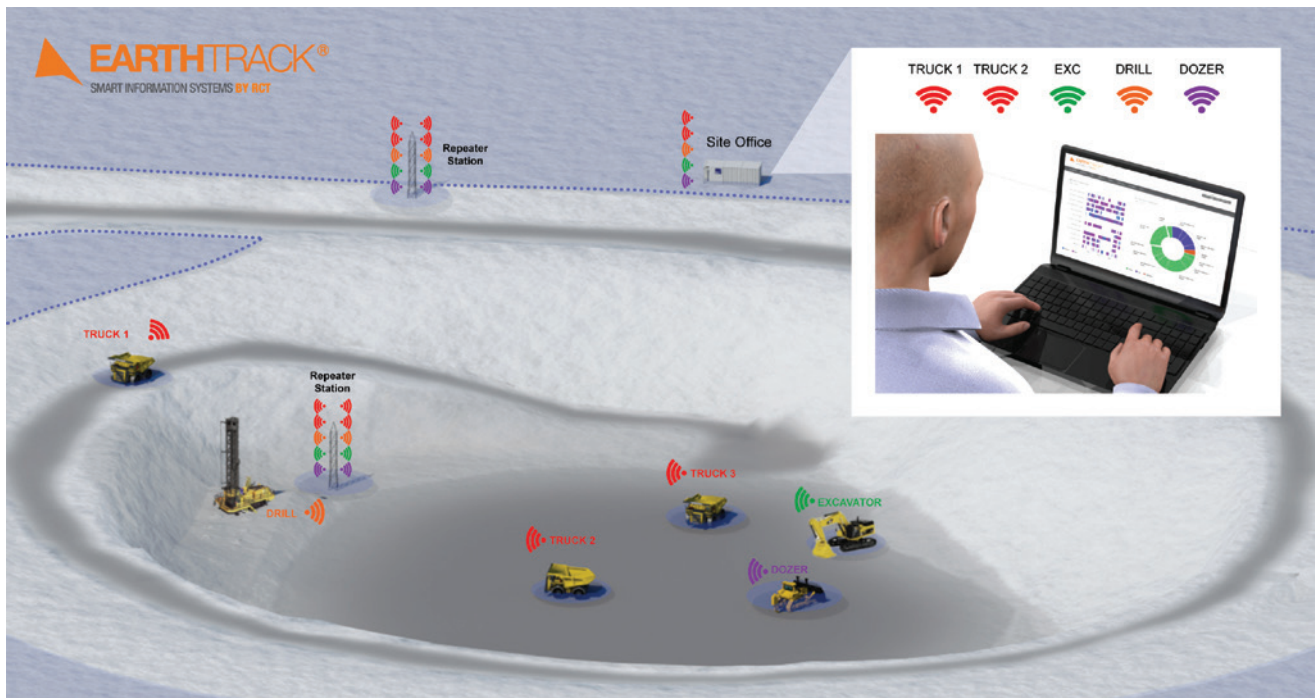 EARTHTRACK®
SMART INFORMATION SYSTEMS BY RCT
TRUCK 1 TRUCK 2 EXC DRILL DOZER
Repeater
Station
Site Office
TRUCK 1
Repeater
Station
TRUCK 3
EXCAVATOR
DRILL
TRUCK 2
DOZER